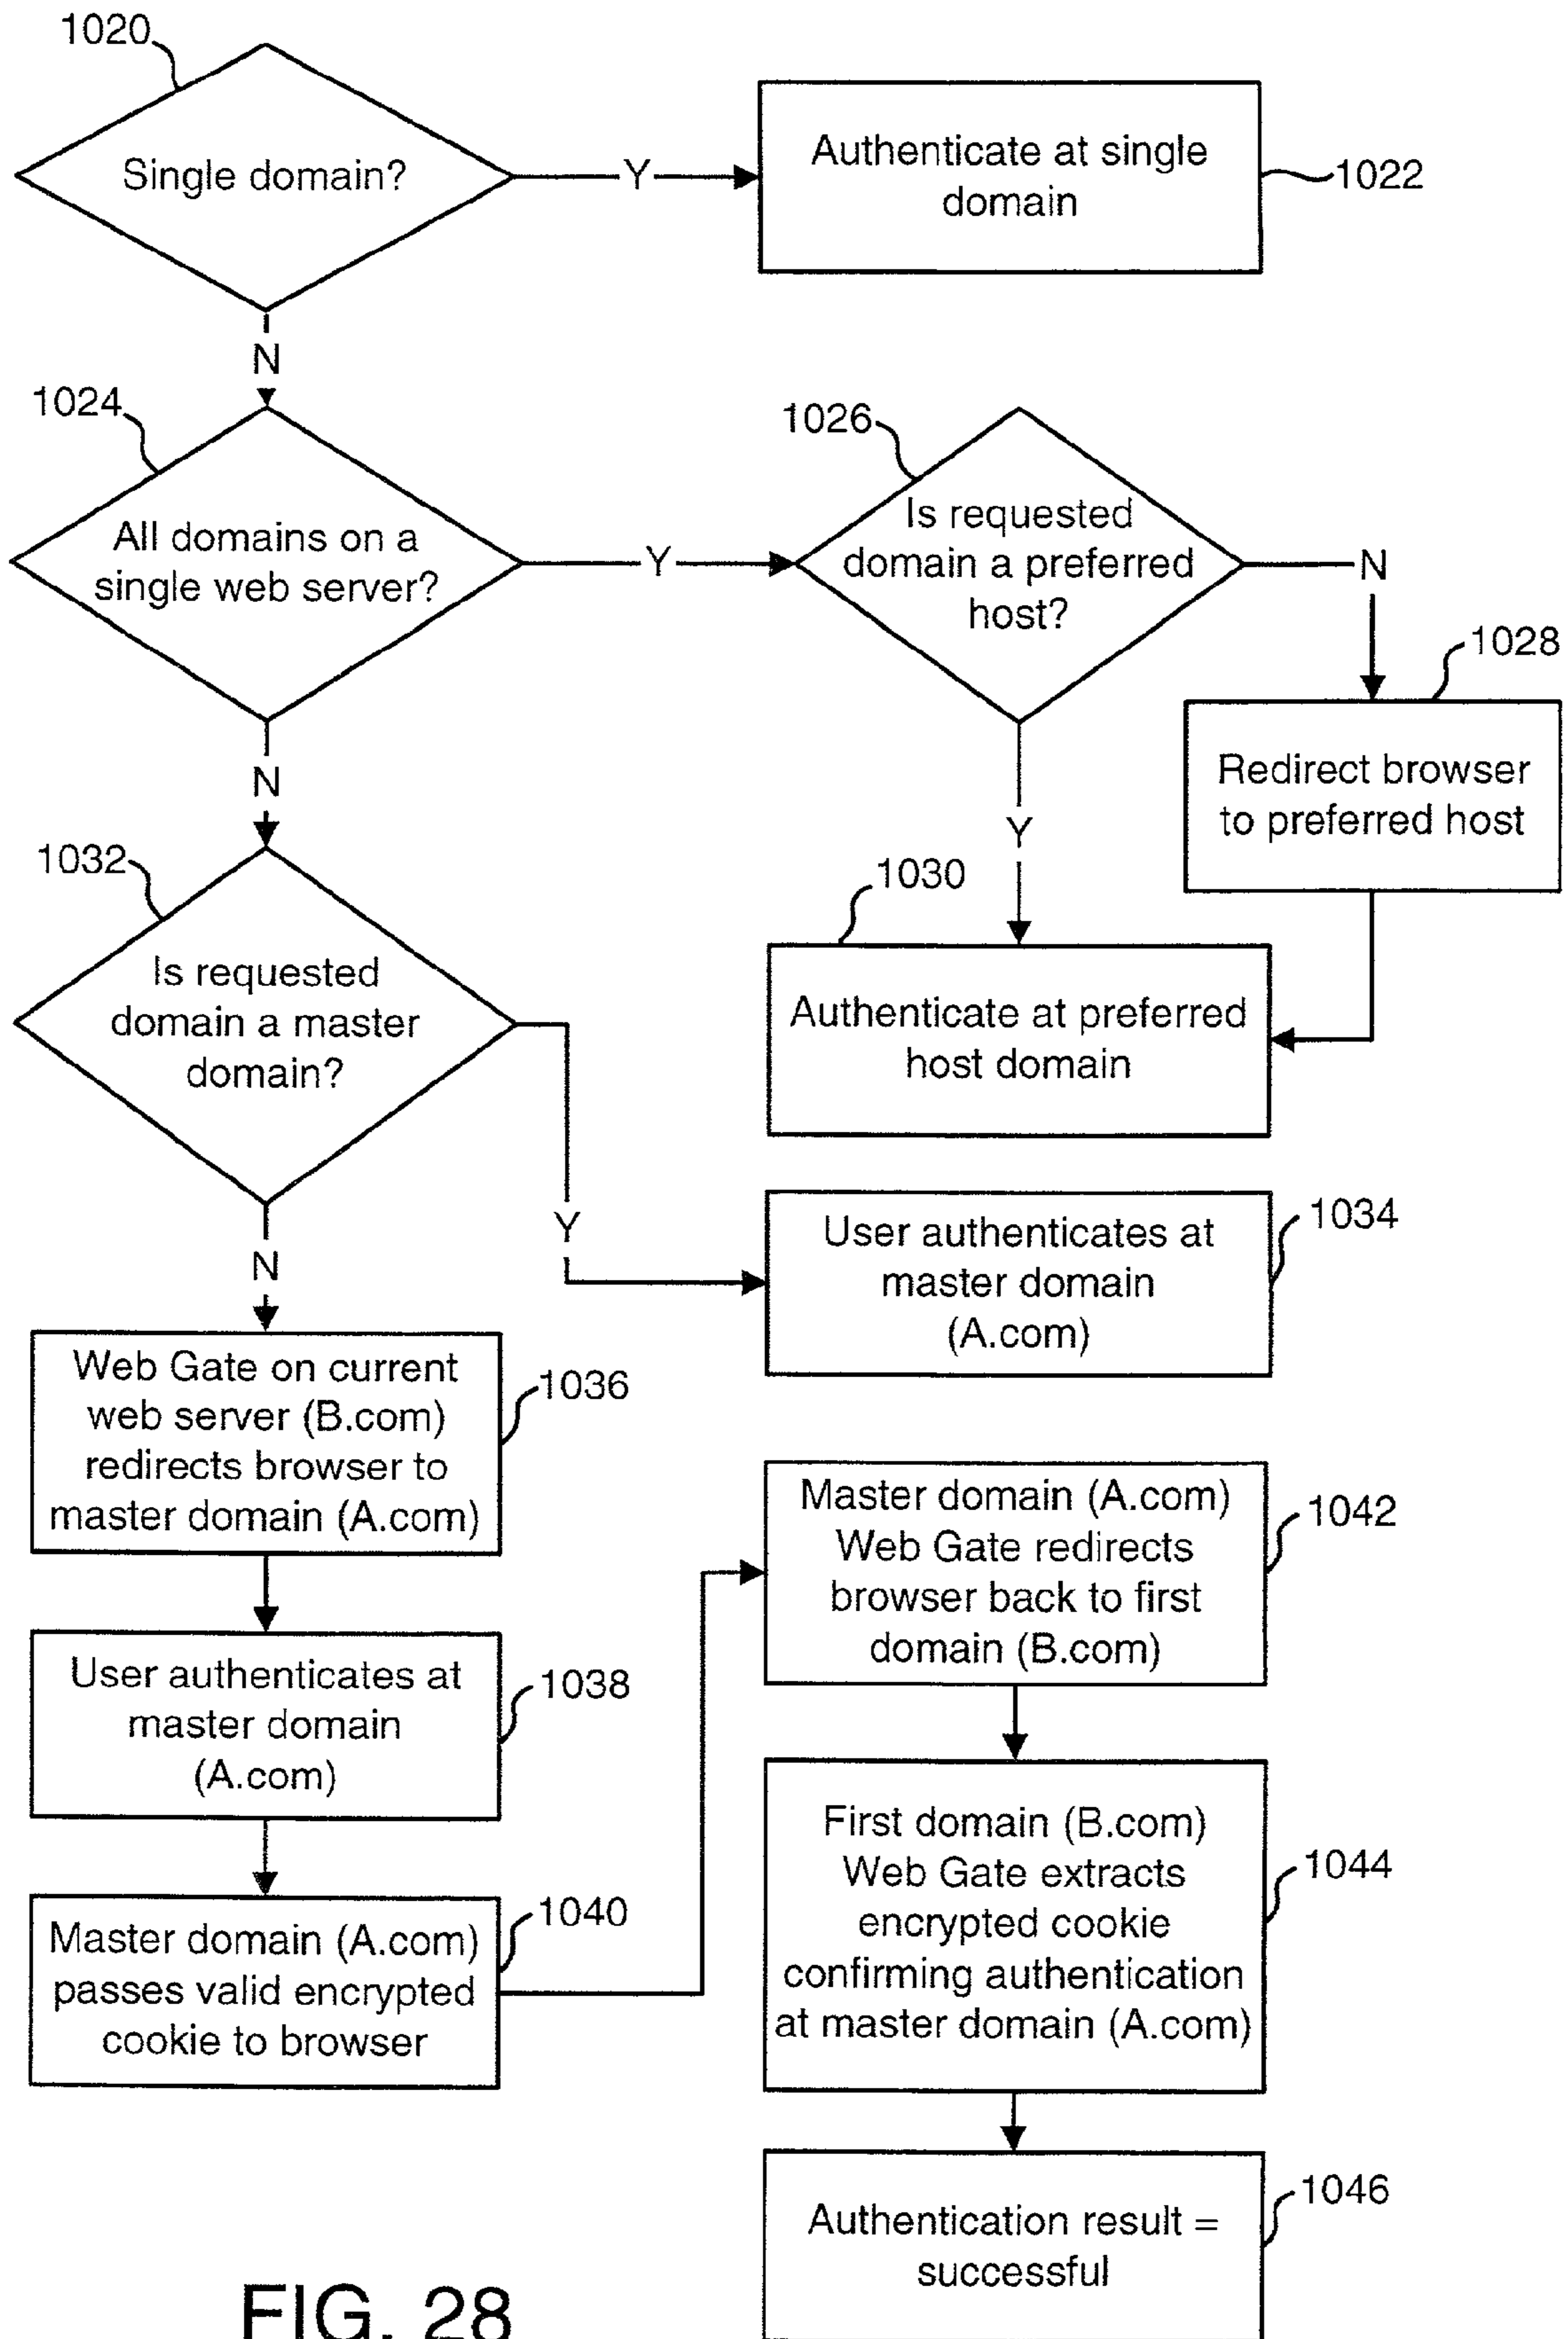 1020
Single domain?
Y
Authenticate at single
domain
1022
N
1024
All domains on a
single web server?
Y
1026
Is requested
domain a preferred
host?
N
1028
Redirect browser
to preferred host
Y
1030
Authenticate at preferred
host domain
N
1032
Is requested
domain a master
domain?
Y
1034
User authenticates at
master domain
(A.com)
N
1036
Web Gate on current
web server (B.com)
redirects browser to
master domain (A.com)
1038
User authenticates at
master domain
(A.com)
1040
Master domain (A.com)
passes valid encrypted
cookie to browser
1042
Master domain (A.com)
Web Gate redirects
browser back to first
domain (B.com)
1044
First domain (B.com)
Web Gate extracts
encrypted cookie
confirming authentication
at master domain (A.com)
1046
Authentication result =
successful
FIG. 28